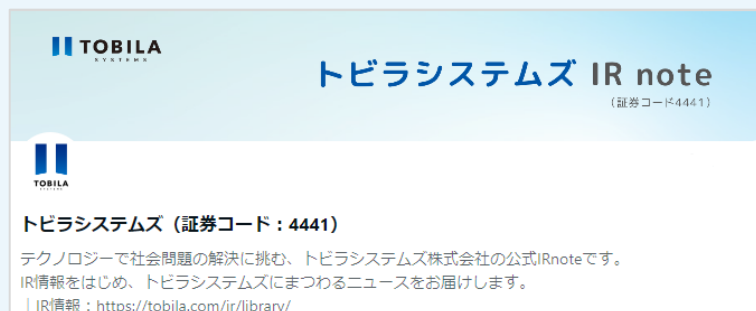 TOBILA
SYSTEMS
トビラシステムズ IR note
（証券コード4441）
TOBILA
トビラシステムズ（証券コード：4441）
テクノロジーで社会問題の解決に挑む、トビラシステムズ株式会社の公式IRnoteです。
IR情報をはじめ、トビラシステムズにまつわるニュースをお届けします。
｜IR情報：https://tobila.com/ir/library/